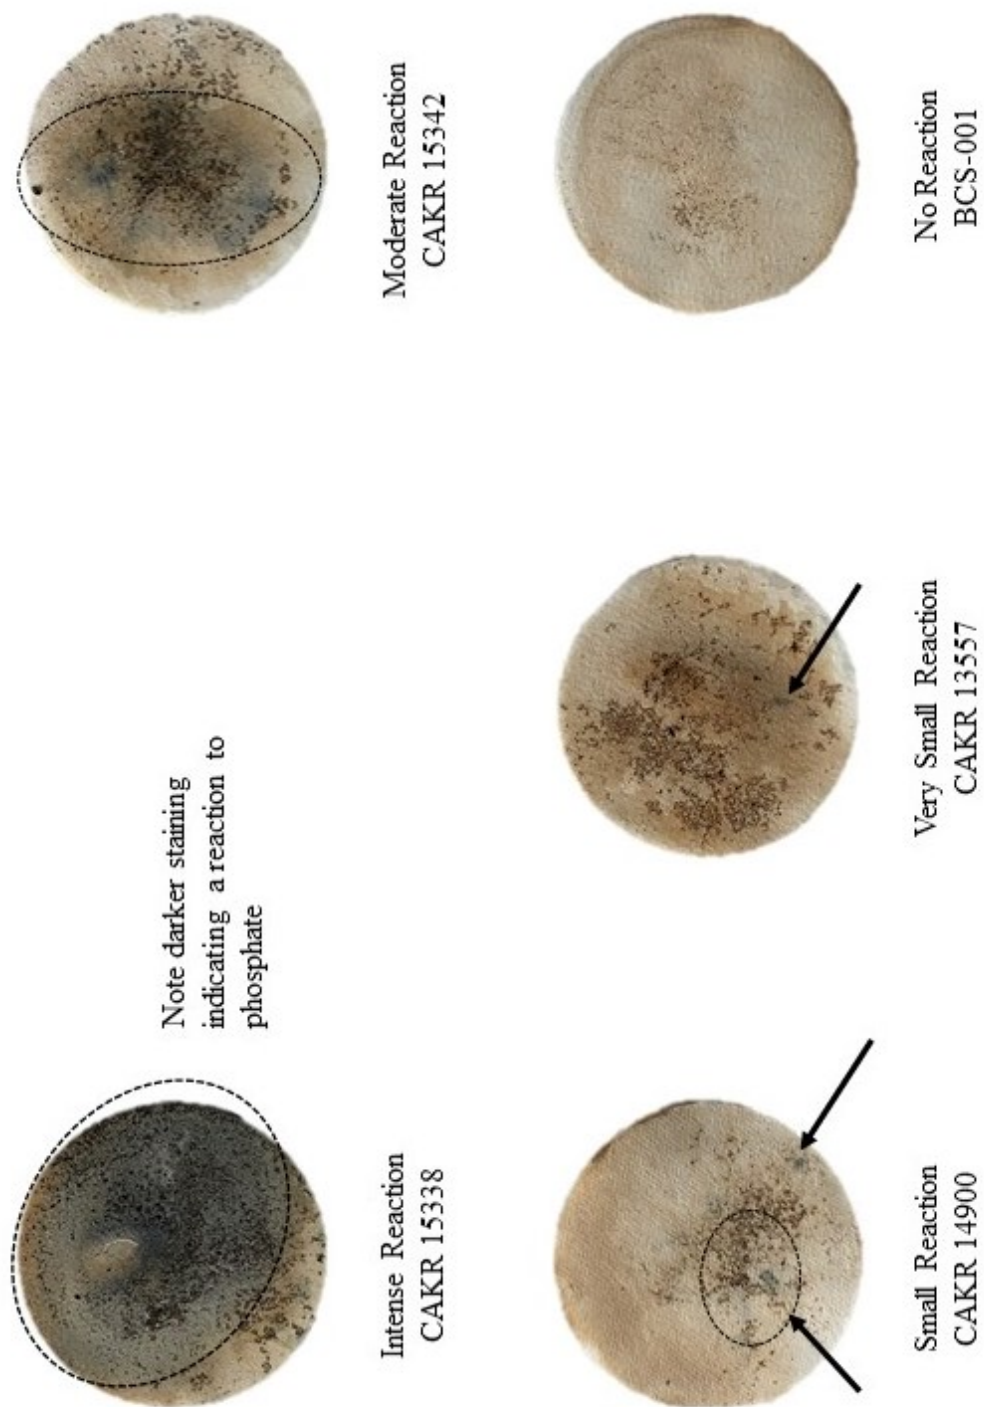 Intense Reaction
CAKR 15338
Note darker staining
indicating a reaction to
phosphate
Moderate Reaction
CAKR 15342
Small Reaction
CAKR 14900
Very Small Reaction
CAKR 13557
No Reaction
BCS-001